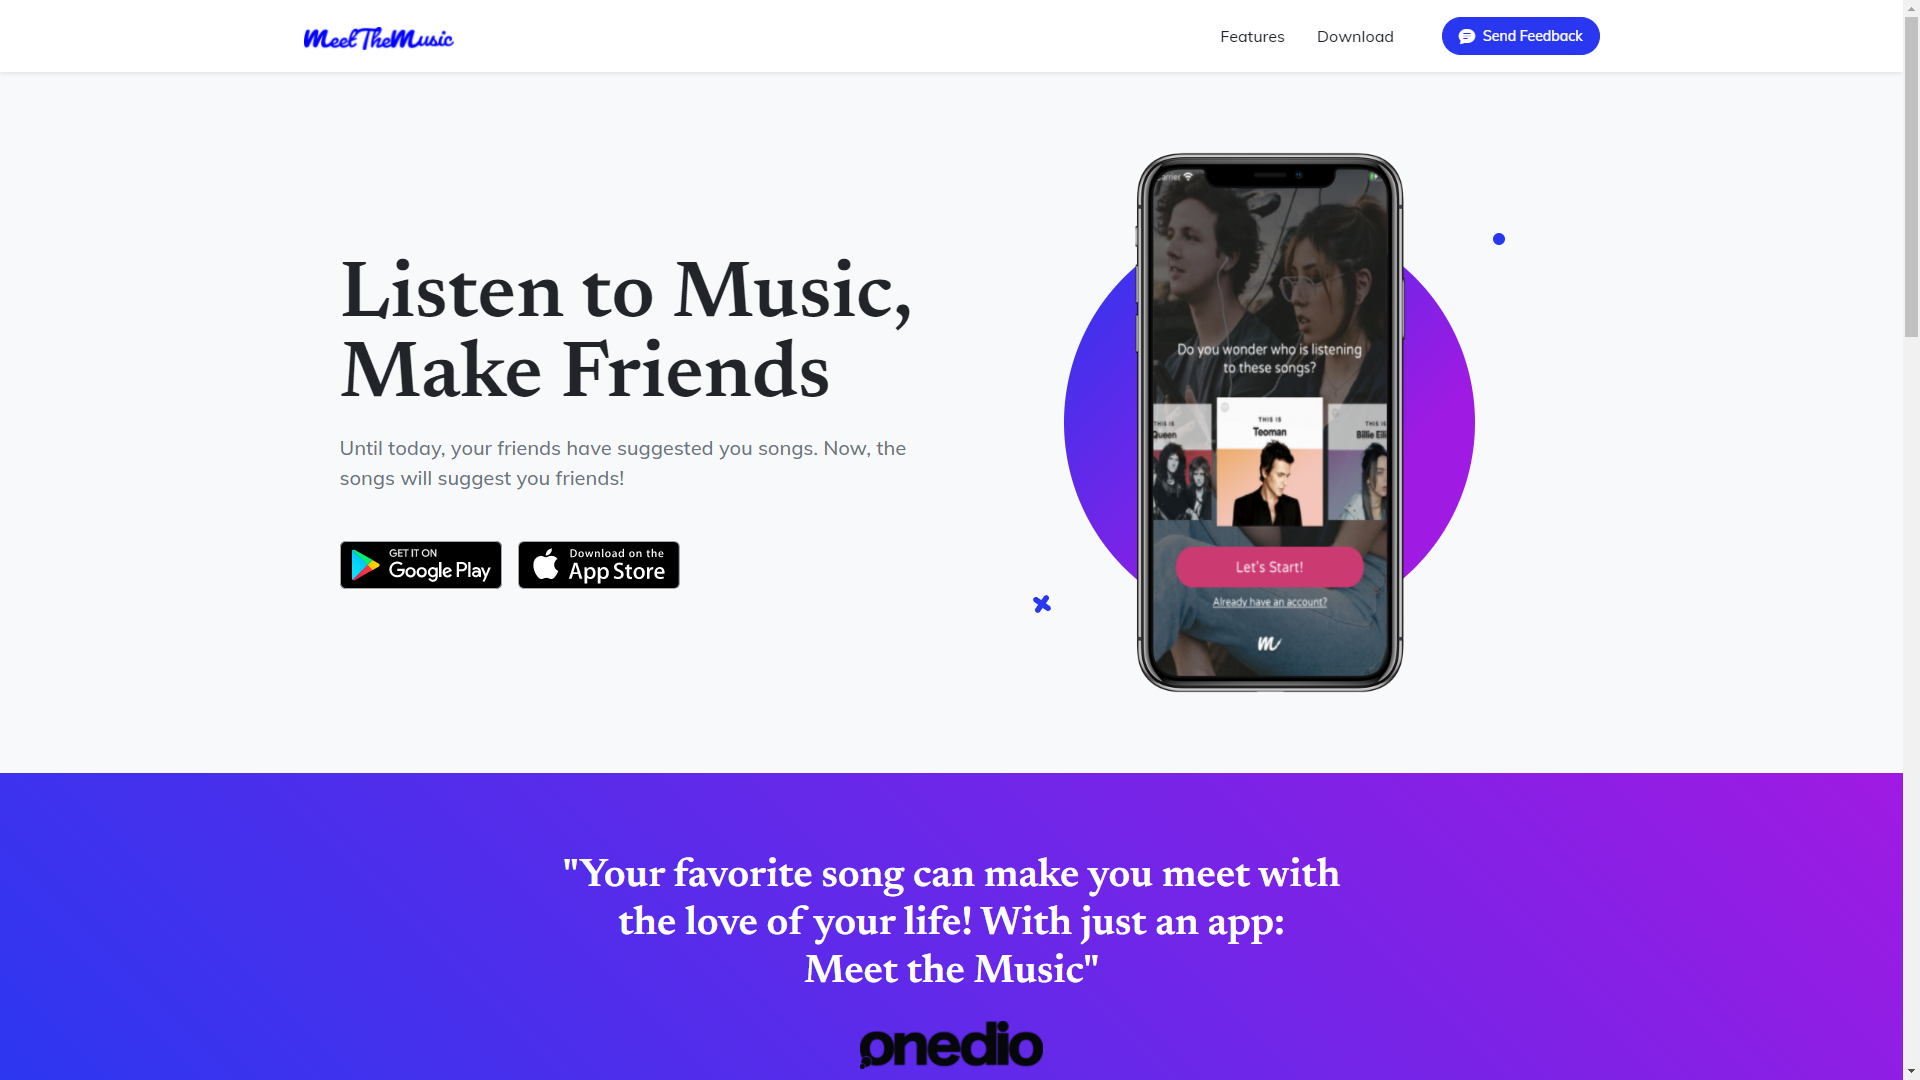 MeetTheMusic
Features
Download
Send Feedback
Listen to Music,
Make Friends
Until today, your friends have suggested you songs. Now, the
songs will suggest you friends!
GET IT ON
Google Play
Download on the
App Store
Do you wonder who is listening
to these songs?
THIS IS
Queen
THIS IS
Teoman
THIS IS
Billie Eili
Let's Start!
Already have an account?
m
"Your favorite song can make you meet with
the love of your life! With just an app:
Meet the Music"
onedio